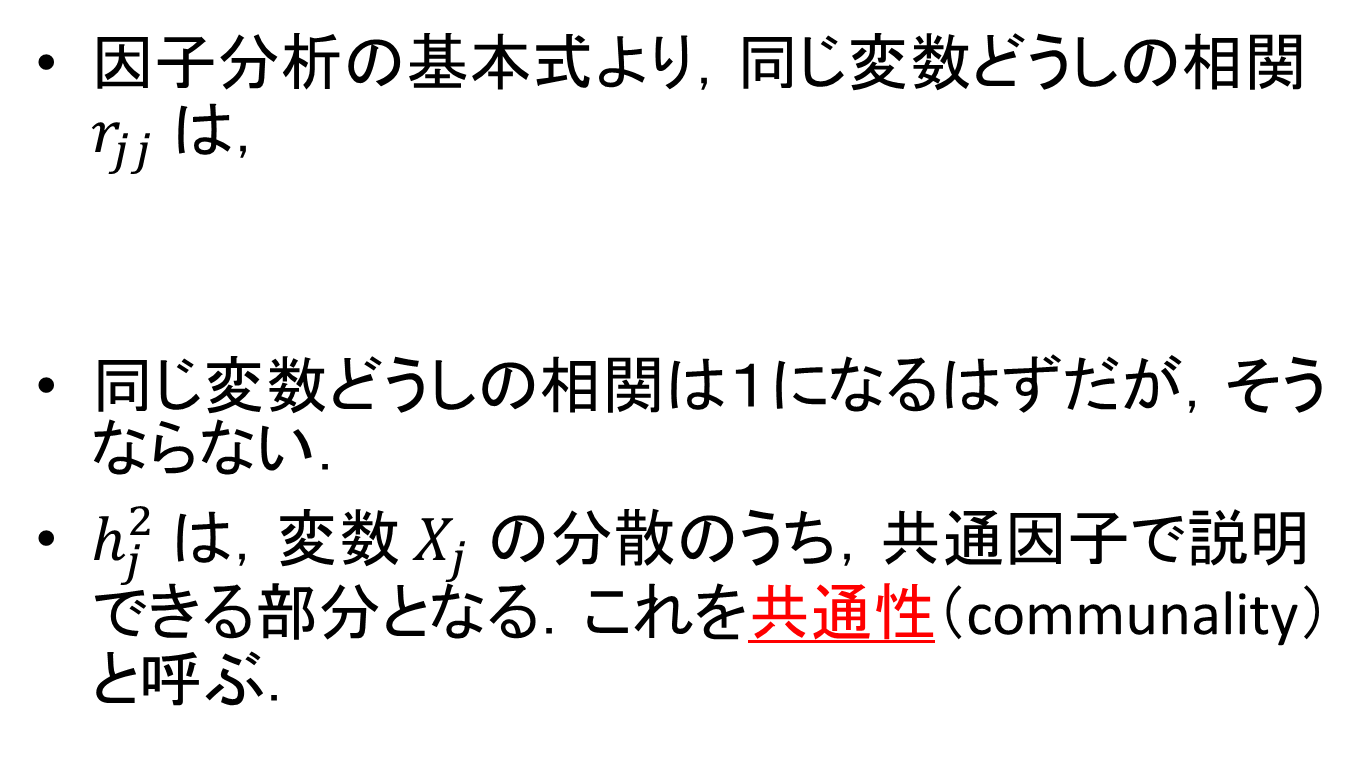 • 因子分析の基本式より，同じ変数どうしの相関
r_jj は，
• 同じ変数どうしの相関は１になるはずだが，そう
ならない．
• h_j^2 は，変数 X_j の分散のうち，共通因子で説明
できる部分となる．これを共通性（communality）
と呼ぶ．